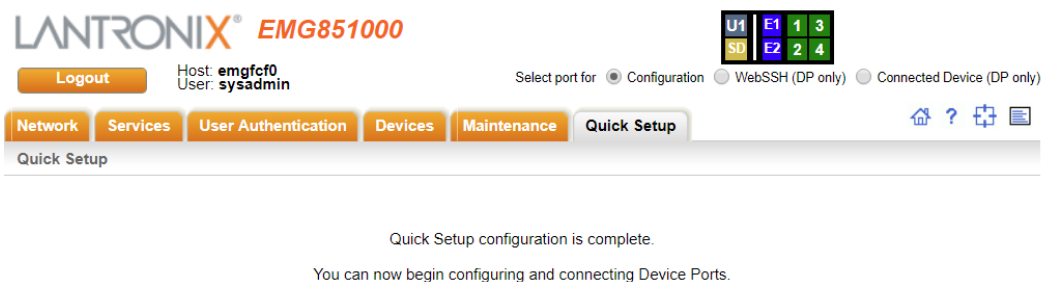 LANTRONIX® EMG851000
U1 E1 1 3
SD E2 2 4
Logout
Host: emgfcf0
User: sysadmin
Select port for Configuration WebSSH (DP only) Connected Device (DP only)
Network Services User Authentication Devices Maintenance Quick Setup
?
Quick Setup
Quick Setup configuration is complete.
You can now begin configuring and connecting Device Ports.